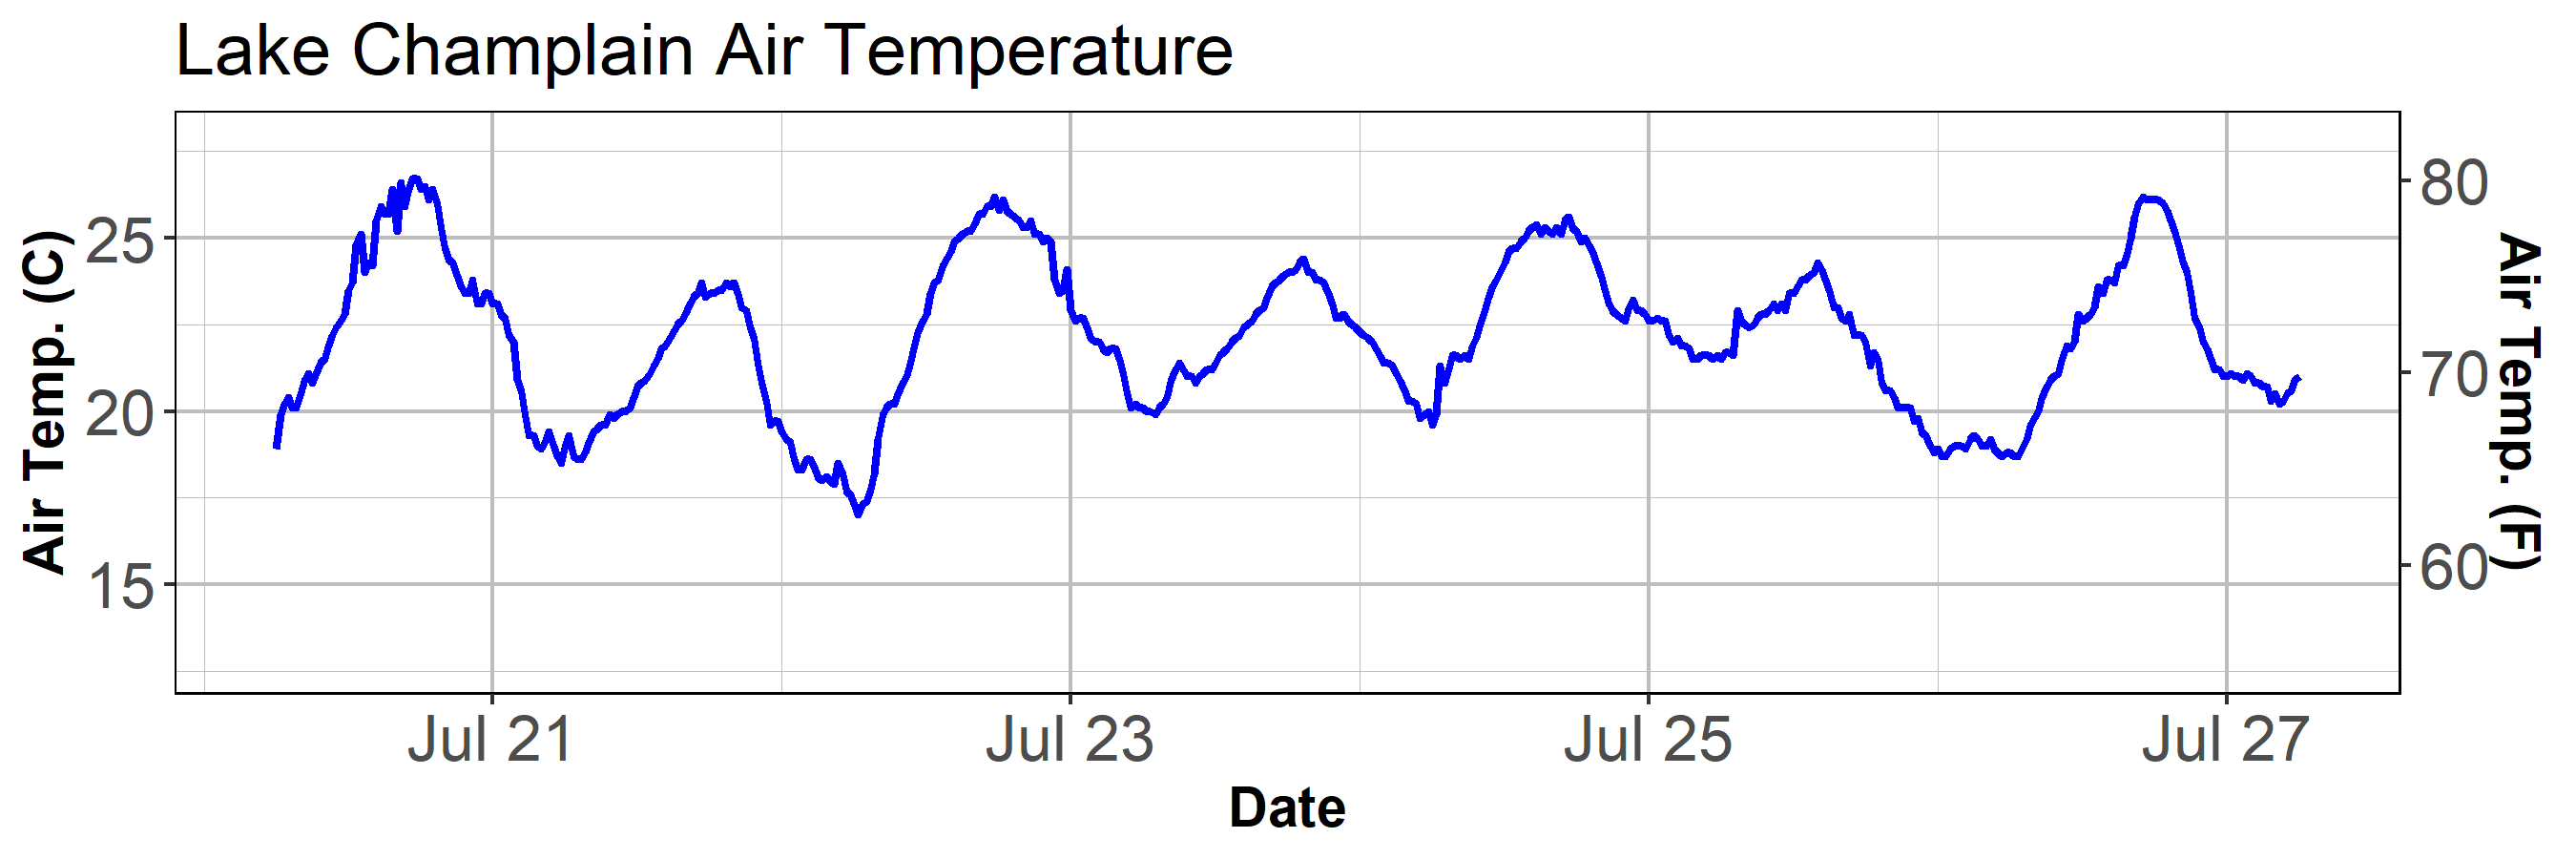 Lake Champlain Air Temperature
Air Temp. (C)
25
20
15
80
70
60
Air Temp. (F)
Jul 21
Jul 23
Jul 25
Jul 27
Date